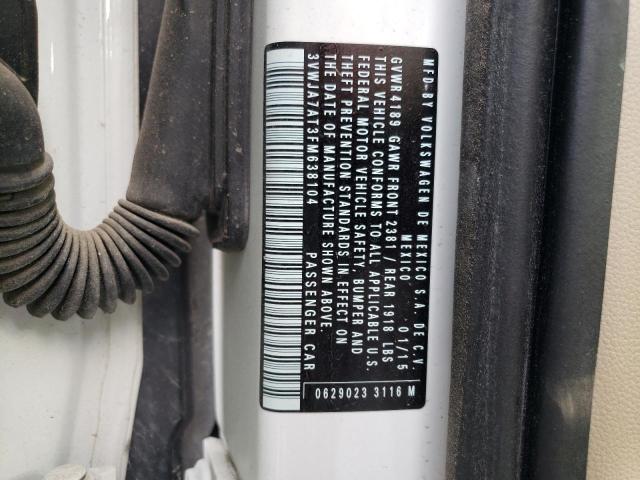 MFD BY VOLKSWAGEN DE MEXICO S.A. DE C.V.
MEXICO 01/15
GVWR 4189 GAWR FRONT 2381 / REAR 1918 LBS
THIS VEHICLE CONFORMS TO ALL APPLICABLE U.S.
FEDERAL MOTOR VEHICLE SAFETY, BUMPER AND
THEFT PREVENTION STANDARDS IN EFFECT ON
THE DATE OF MANUFACTURE SHOWN ABOVE.
3VWJA7AT3FM638104 PASSENGER CAR
0629023 3116 M